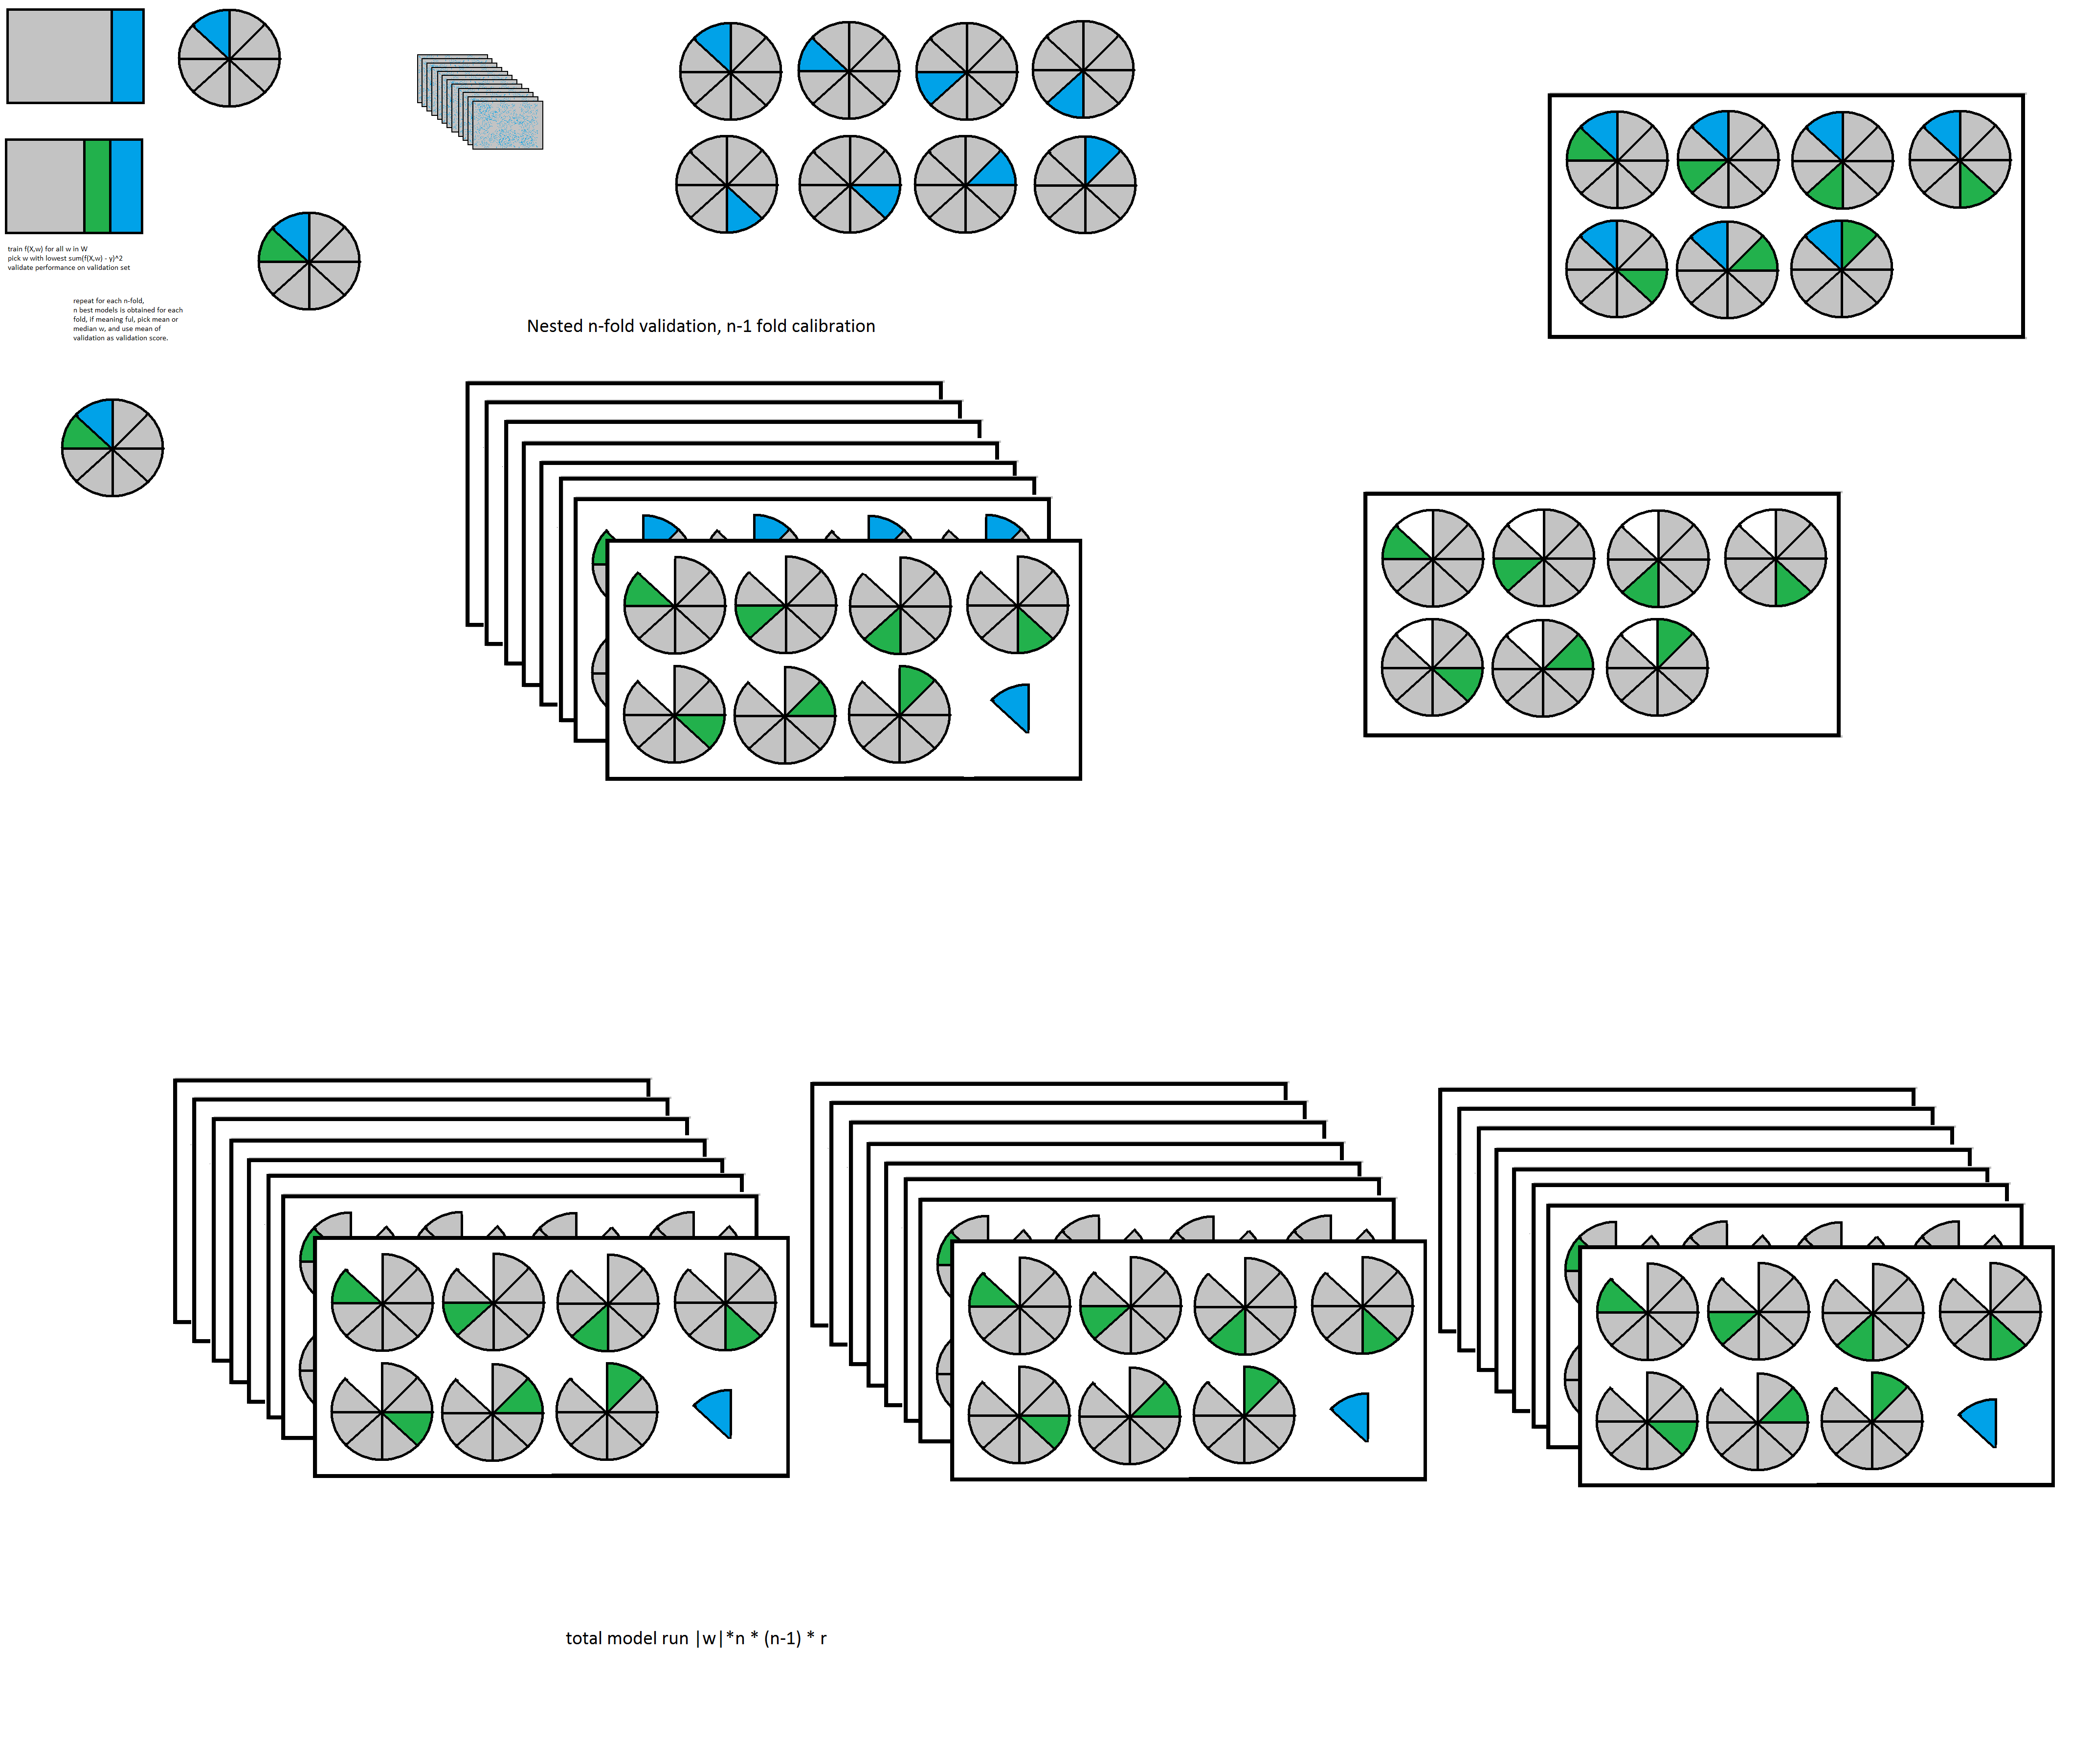 train f(X,w) for all w in W
pick w with lowest sum(f(X,w) - y)^2
validate performance on validation set
repeat for each n-fold,
n best models is obtained for each
fold, if meaning ful, pick mean or
median w, and use mean of
validation as validation score.
Nested n-fold validation, n-1 fold calibration
total model run |w|*n * (n-1) * r